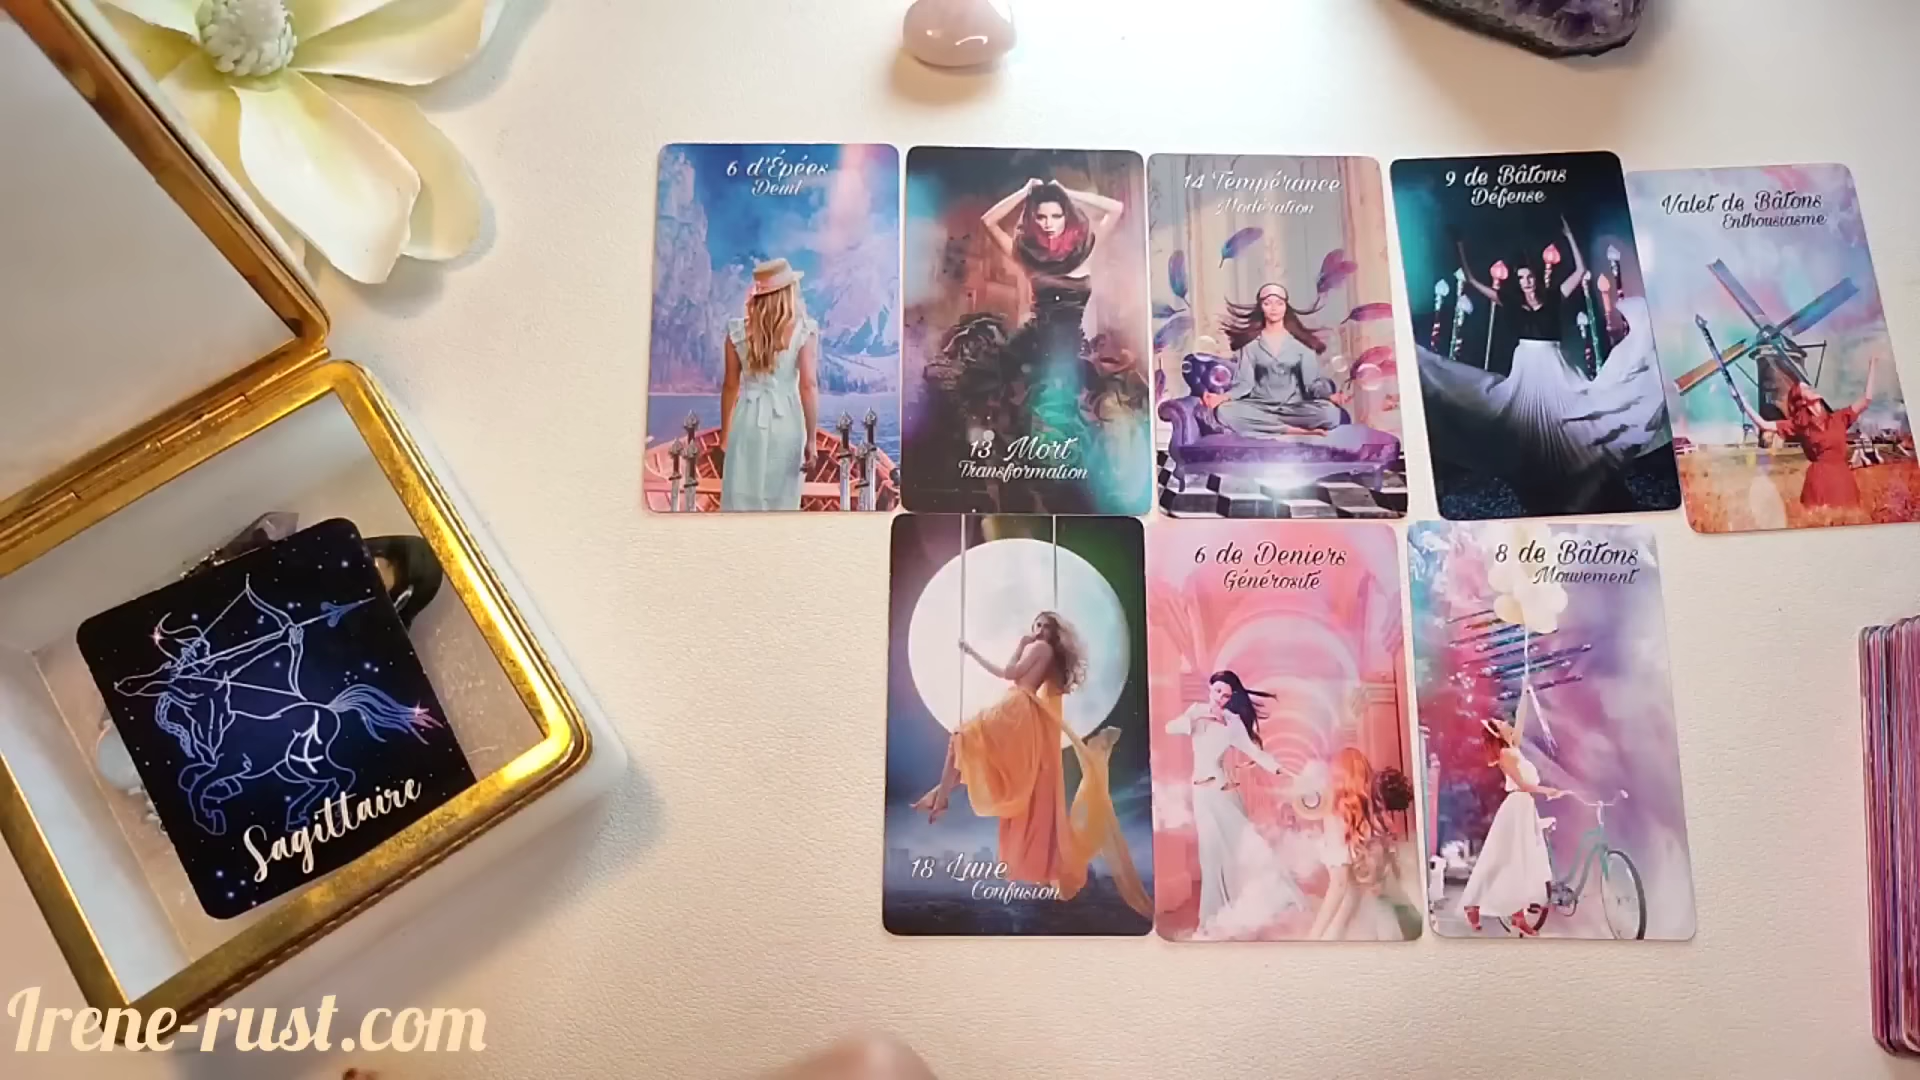 6 d'Épées
Deuil
13 Mort
Transformation
14 Tempérance
Modération
9 de Bâtons
Défense
Valet de Bâtons
Enthousiasme
18 Lune
Confusion
6 de Deniers
Générosité
8 de Bâtons
Mouvement
Sagittaire
Irene-rust.com